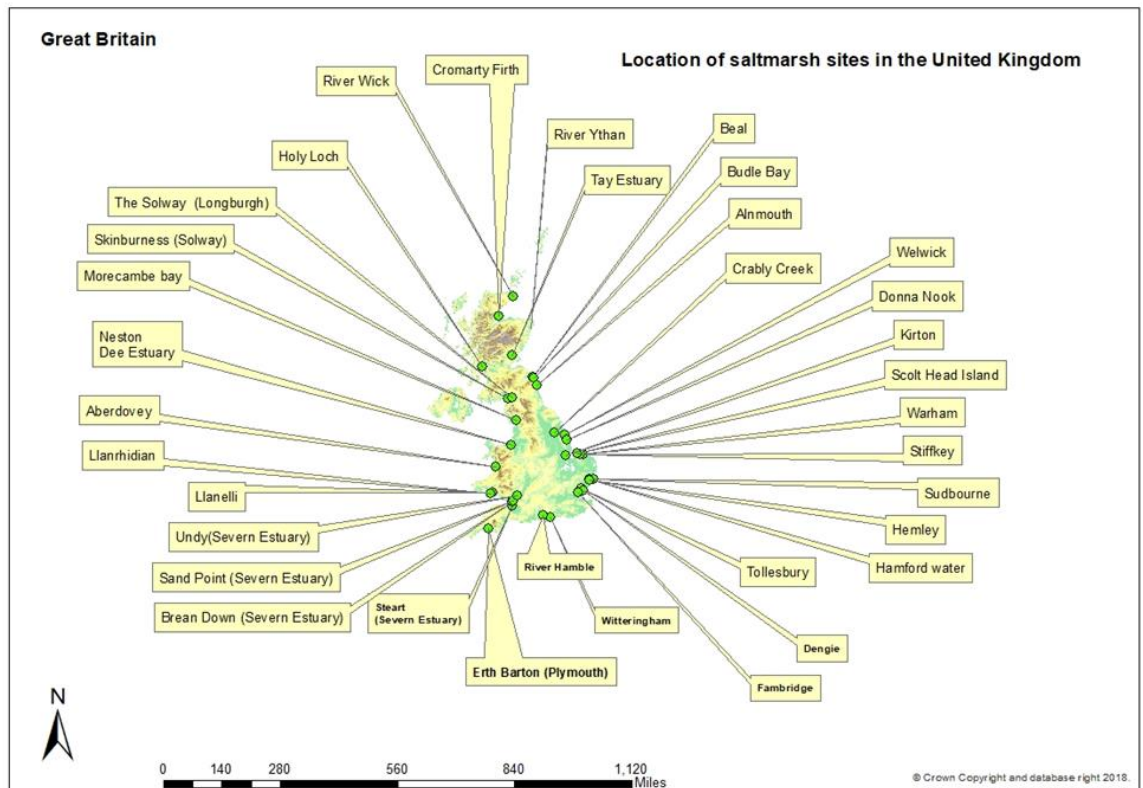 Great Britain
Location of saltmarsh sites in the United Kingdom
River Wick
Cromarty Firth
River Ythan
Beal
Holy Loch
Tay Estuary
Budle Bay
The Solway (Longburgh)
Alnmouth
Skinburness (Solway)
Crably Creek
Welwick
Morecambe bay
Donna Nook
Neston
Dee Estuary
Kirton
Scolt Head Island
Aberdovey
Warham
Llanrhidian
Stiffkey
Llanelli
Sudbourne
Undy(Severn Estuary)
Hemley
River Hamble
Sand Point (Severn Estuary)
Tollesbury
Hamford water
Brean Down (Severn Estuary)
Steart
(Severn Estuary)
Witteringham
Dengie
Erth Barton (Plymouth)
Fambridge
N
0 140 280 560 840 1,120
Miles
© Crown Copyright and database right 2018.